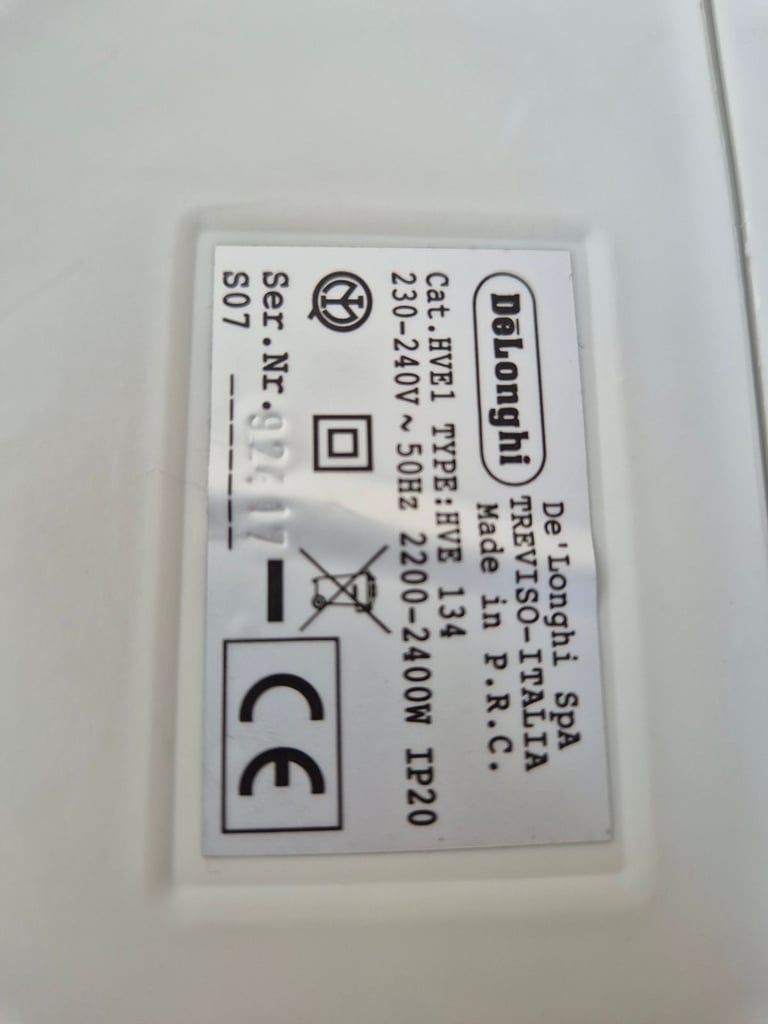 DeLonghi
De'Longhi SpA
TREVISO-ITALIA
Made in P.R.C.
Cat.HVE1 TYPE:HVE 134
230-240V~50Hz 2200-2400W IP20
Ser.Nr.
S07
CE